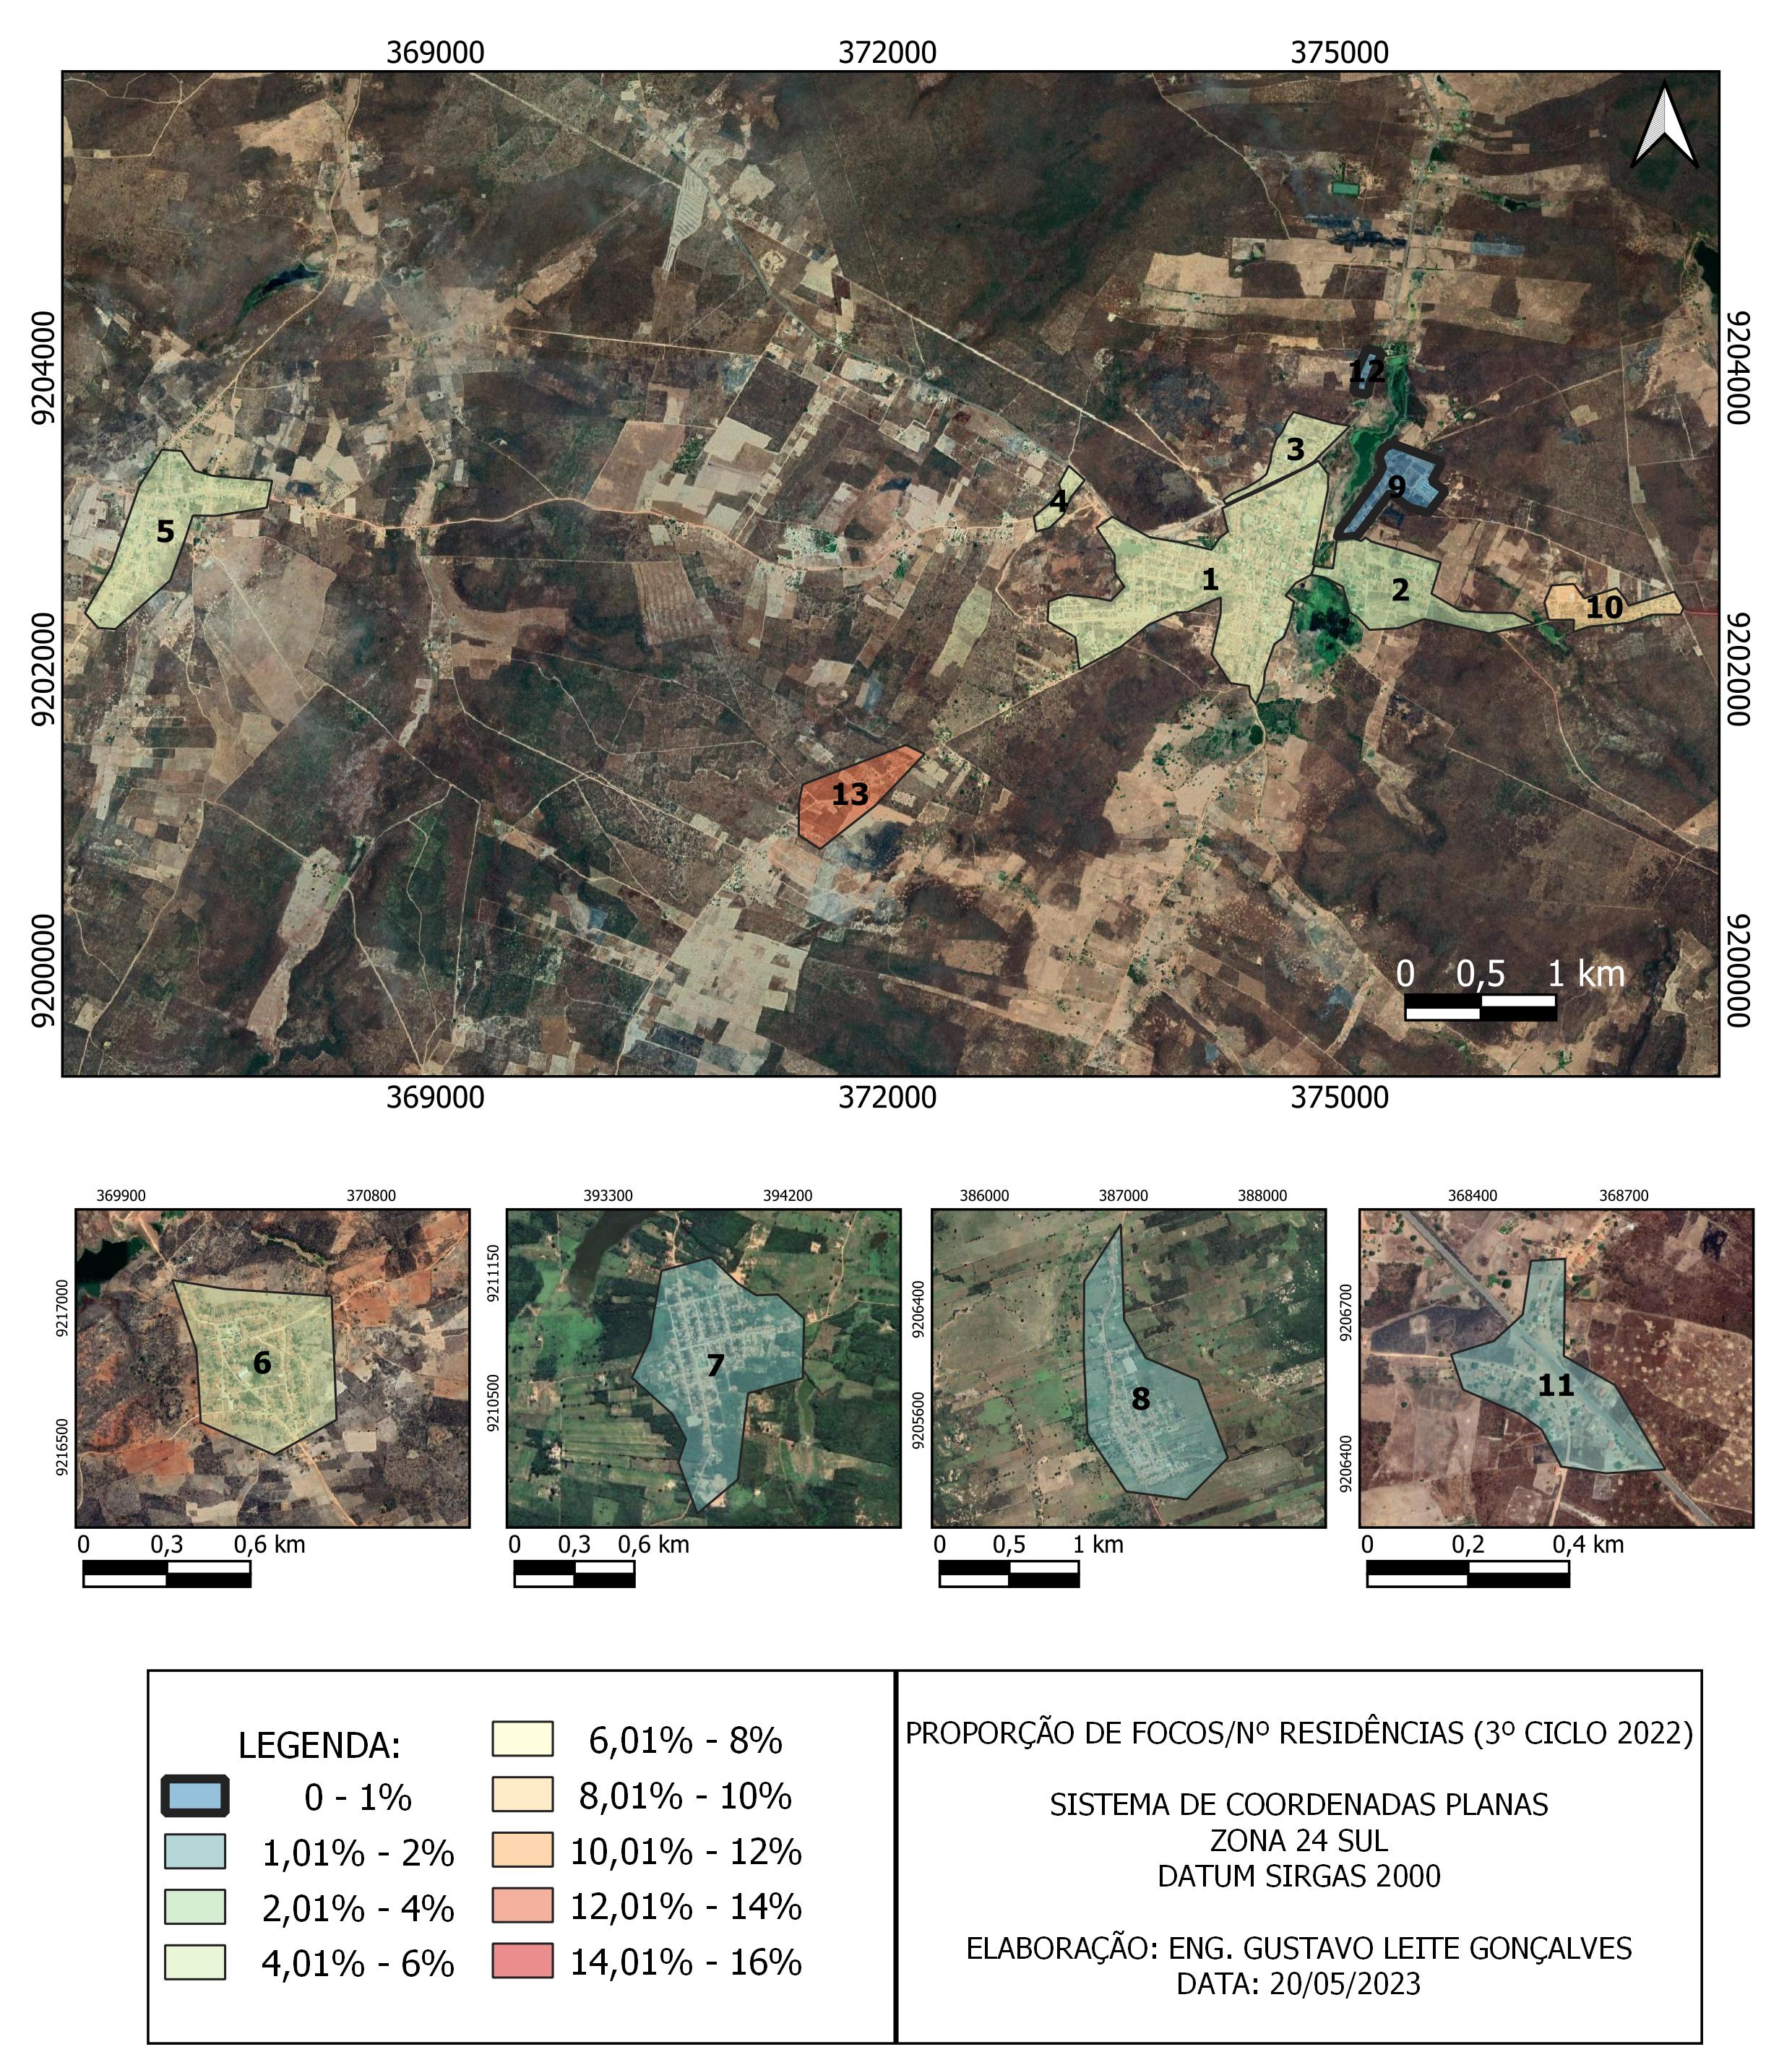 369000 372000 375000
9204000 9204000
12
3
9
4
5
1
2
10
9202000 9202000
13
0 0,5 1 km
9200000 9200000
369000 372000 375000
369900 370800
9217000
9216500
6
0 0,3 0,6 km
393300 394200
9211150
9210500
7
0 0,3 0,6 km
386000 387000 388000
9206400
9205600
8
0 0,5 1 km
368400 368700
9206700
9206400
11
0 0,2 0,4 km
LEGENDA:
0 - 1%
1,01% - 2%
2,01% - 4%
4,01% - 6%
6,01% - 8%
8,01% - 10%
10,01% - 12%
12,01% - 14%
14,01% - 16%
PROPORÇÃO DE FOCOS/Nº RESIDÊNCIAS (3º CICLO 2022)
SISTEMA DE COORDENADAS PLANAS
ZONA 24 SUL
DATUM SIRGAS 2000
ELABORAÇÃO: ENG. GUSTAVO LEITE GONÇALVES
DATA: 20/05/2023